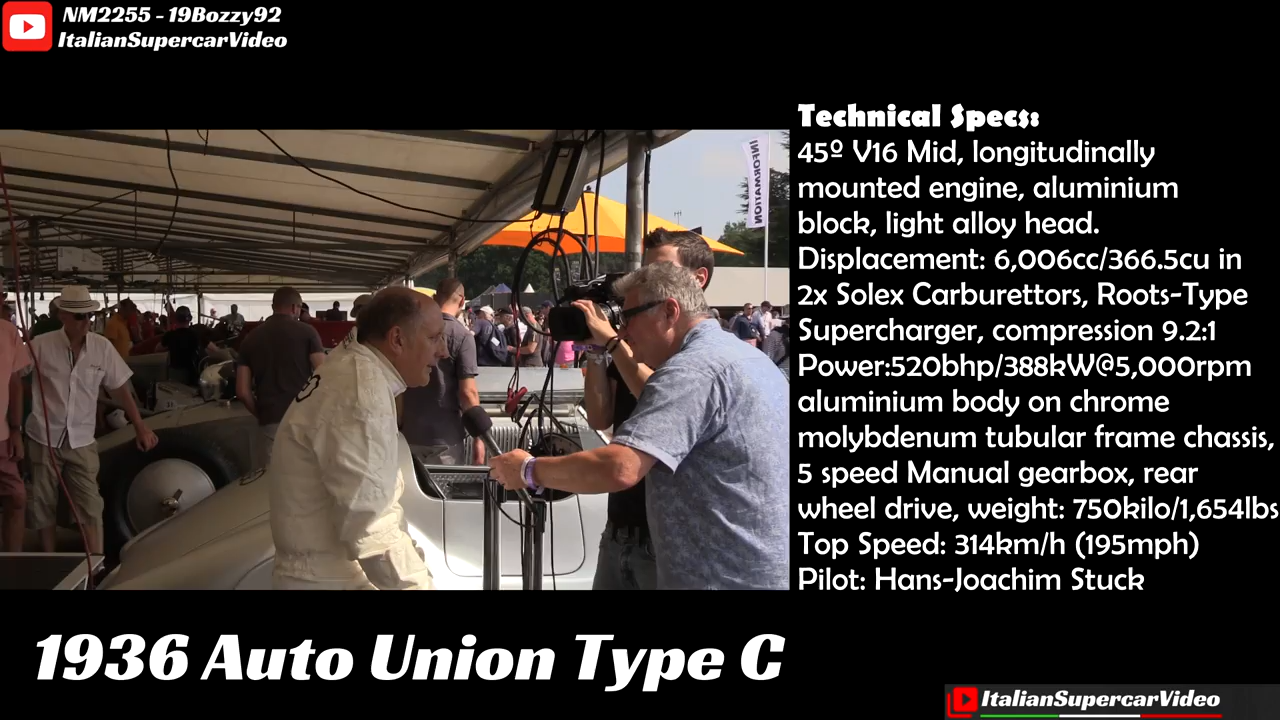 NM2255 - 19Bozzy92
ItalianSupercarVideo
INFORMATION
Technical Specs:
45º V16 Mid, longitudinally
mounted engine, aluminium
block, light alloy head.
Displacement: 6,006cc/366.5cu in
2x Solex Carburettors, Roots-Type
Supercharger, compression 9.2:1
Power:520bhp/388kW@5,000rpm
aluminium body on chrome
molybdenum tubular frame chassis,
5 speed Manual gearbox, rear
wheel drive, weight: 750kilo/1,654lbs
Top Speed: 314km/h (195mph)
Pilot: Hans-Joachim Stuck
1936 Auto Union Type C
ItalianSupercarVideo